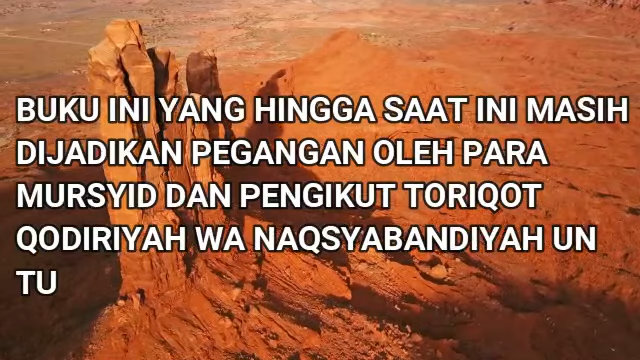 BUKU INI YANG HINGGA SAAT INI MASIH
DIJADIKAN PEGANGAN OLEH PARA
MURSYID DAN PENGIKUT TORIQOT
QODIRIYAH WA NAQSYABANDIYAH UN
TU